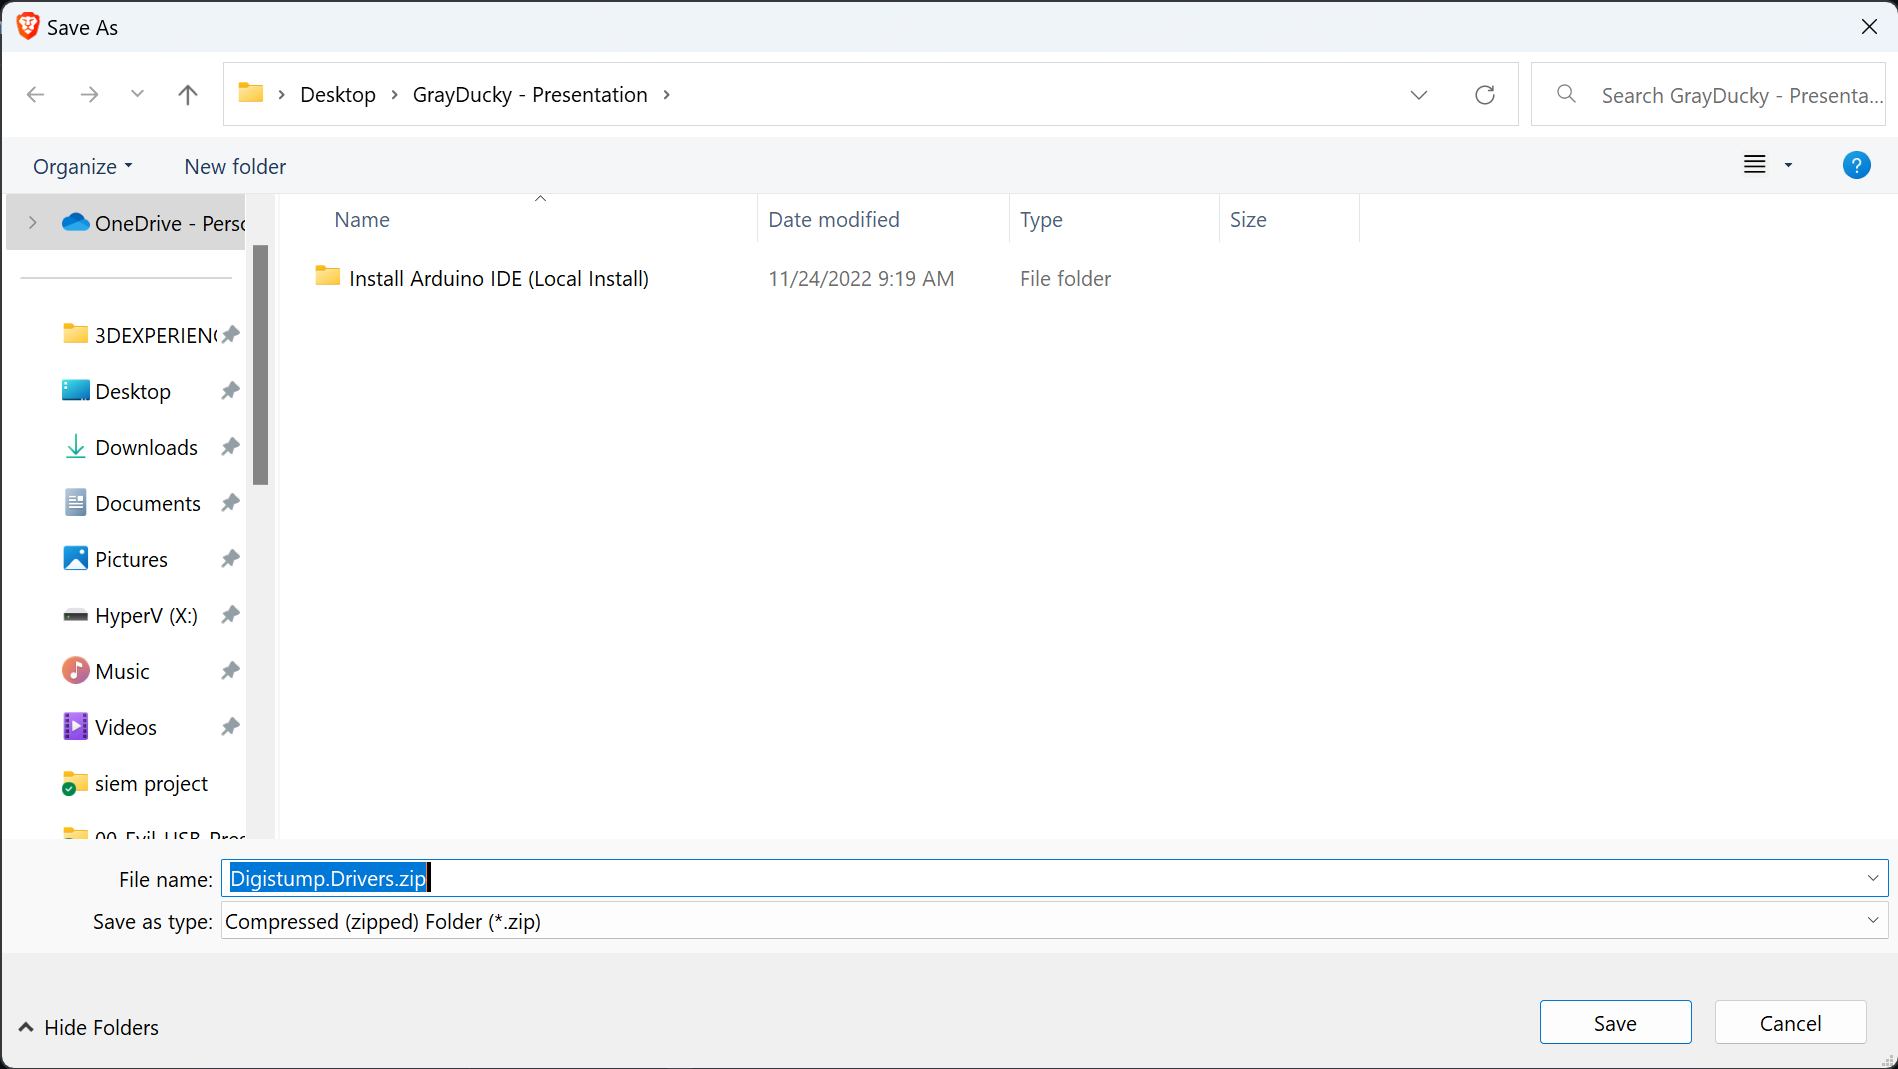 Save As
Desktop > GrayDucky - Presentation >
Search GrayDucky - Presenta...
Organize
New folder
?
OneDrive - Perso
Name
Date modified
Type
Size
Install Arduino IDE (Local Install)
11/24/2022 9:19 AM
File folder
3DEXPERIENC
Desktop
Downloads
Documents
Pictures
HyperV (X:)
Music
Videos
siem project
00_Evil_USB_Pres
File name:
Digistump.Drivers.zip
Save as type:
Compressed (zipped) Folder (*.zip)
Hide Folders
Save
Cancel